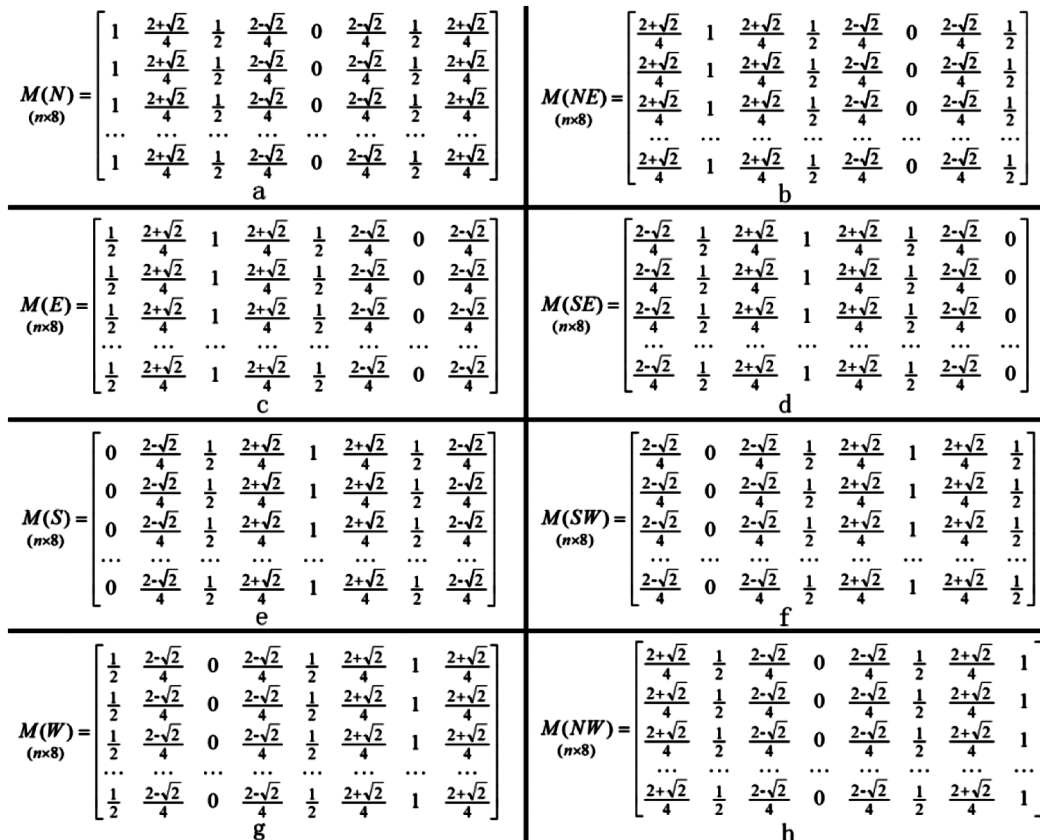 M(N) = (n×8)
1 (2+√2)/4 1/2 (2-√2)/4 0 (2-√2)/4 1/2 (2+√2)/4
1 (2+√2)/4 1/2 (2-√2)/4 0 (2-√2)/4 1/2 (2+√2)/4
1 (2+√2)/4 1/2 (2-√2)/4 0 (2-√2)/4 1/2 (2+√2)/4
... ... ... ... ... ... ... ...
1 (2+√2)/4 1/2 (2-√2)/4 0 (2-√2)/4 1/2 (2+√2)/4
a
M(NE) = (n×8)
(2+√2)/4 1 (2+√2)/4 1/2 (2-√2)/4 0 (2-√2)/4 1/2
(2+√2)/4 1 (2+√2)/4 1/2 (2-√2)/4 0 (2-√2)/4 1/2
(2+√2)/4 1 (2+√2)/4 1/2 (2-√2)/4 0 (2-√2)/4 1/2
... ... ... ... ... ... ... ...
(2+√2)/4 1 (2+√2)/4 1/2 (2-√2)/4 0 (2-√2)/4 1/2
b
M(E) = (n×8)
1/2 (2+√2)/4 1 (2+√2)/4 1/2 (2-√2)/4 0 (2-√2)/4
1/2 (2+√2)/4 1 (2+√2)/4 1/2 (2-√2)/4 0 (2-√2)/4
1/2 (2+√2)/4 1 (2+√2)/4 1/2 (2-√2)/4 0 (2-√2)/4
... ... ... ... ... ... ... ...
1/2 (2+√2)/4 1 (2+√2)/4 1/2 (2-√2)/4 0 (2-√2)/4
c
M(SE) = (n×8)
(2-√2)/4 1/2 (2+√2)/4 1 (2+√2)/4 1/2 (2-√2)/4 0
(2-√2)/4 1/2 (2+√2)/4 1 (2+√2)/4 1/2 (2-√2)/4 0
(2-√2)/4 1/2 (2+√2)/4 1 (2+√2)/4 1/2 (2-√2)/4 0
... ... ... ... ... ... ... ...
(2-√2)/4 1/2 (2+√2)/4 1 (2+√2)/4 1/2 (2-√2)/4 0
d
M(S) = (n×8)
0 (2-√2)/4 1/2 (2+√2)/4 1 (2+√2)/4 1/2 (2-√2)/4
0 (2-√2)/4 1/2 (2+√2)/4 1 (2+√2)/4 1/2 (2-√2)/4
0 (2-√2)/4 1/2 (2+√2)/4 1 (2+√2)/4 1/2 (2-√2)/4
... ... ... ... ... ... ... ...
0 (2-√2)/4 1/2 (2+√2)/4 1 (2+√2)/4 1/2 (2-√2)/4
e
M(SW) = (n×8)
(2-√2)/4 0 (2-√2)/4 1/2 (2+√2)/4 1 (2+√2)/4 1/2
(2-√2)/4 0 (2-√2)/4 1/2 (2+√2)/4 1 (2+√2)/4 1/2
(2-√2)/4 0 (2-√2)/4 1/2 (2+√2)/4 1 (2+√2)/4 1/2
... ... ... ... ... ... ... ...
(2-√2)/4 0 (2-√2)/4 1/2 (2+√2)/4 1 (2+√2)/4 1/2
f
M(W) = (n×8)
1/2 (2-√2)/4 0 (2-√2)/4 1/2 (2+√2)/4 1 (2+√2)/4
1/2 (2-√2)/4 0 (2-√2)/4 1/2 (2+√2)/4 1 (2+√2)/4
1/2 (2-√2)/4 0 (2-√2)/4 1/2 (2+√2)/4 1 (2+√2)/4
... ... ... ... ... ... ... ...
1/2 (2-√2)/4 0 (2-√2)/4 1/2 (2+√2)/4 1 (2+√2)/4
g
M(NW) = (n×8)
(2+√2)/4 1/2 (2-√2)/4 0 (2-√2)/4 1/2 (2+√2)/4 1
(2+√2)/4 1/2 (2-√2)/4 0 (2-√2)/4 1/2 (2+√2)/4 1
(2+√2)/4 1/2 (2-√2)/4 0 (2-√2)/4 1/2 (2+√2)/4 1
... ... ... ... ... ... ... ...
(2+√2)/4 1/2 (2-√2)/4 0 (2-√2)/4 1/2 (2+√2)/4 1
h